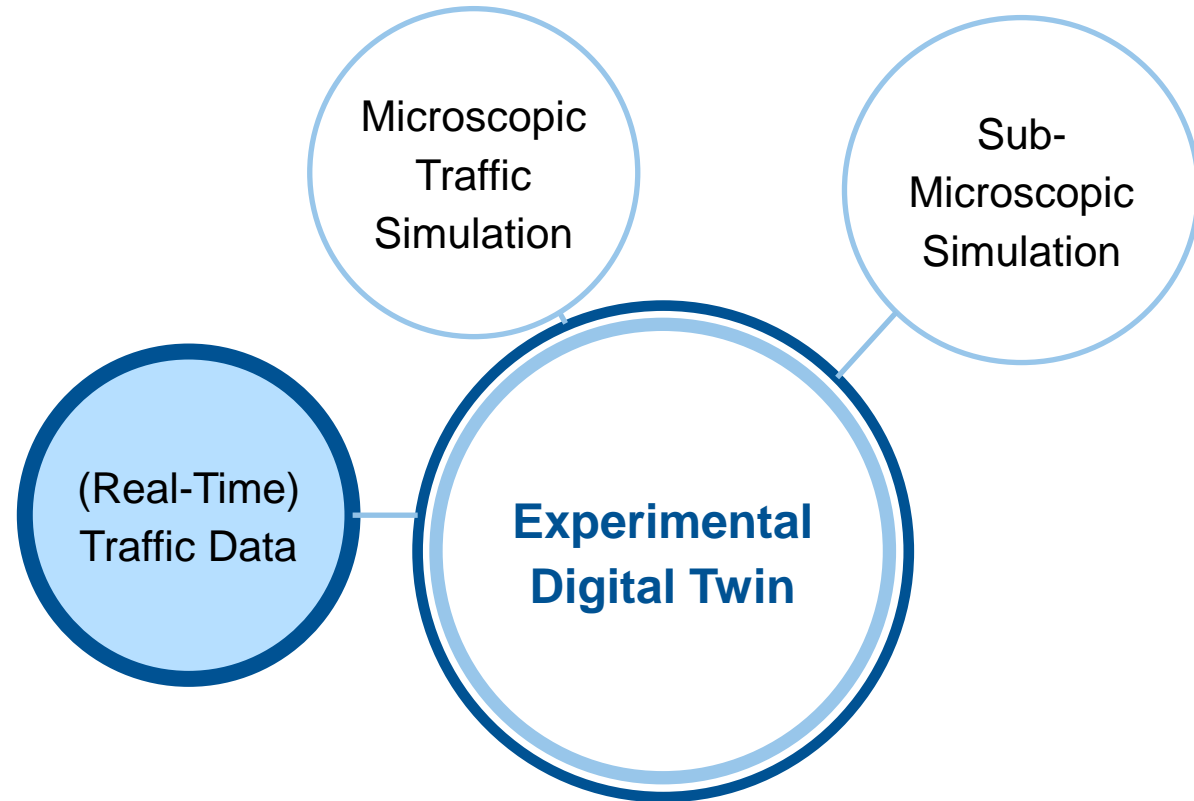 Microscopic
Traffic
Simulation
Sub-
Microscopic
Simulation
(Real-Time)
Traffic Data
Experimental
Digital Twin